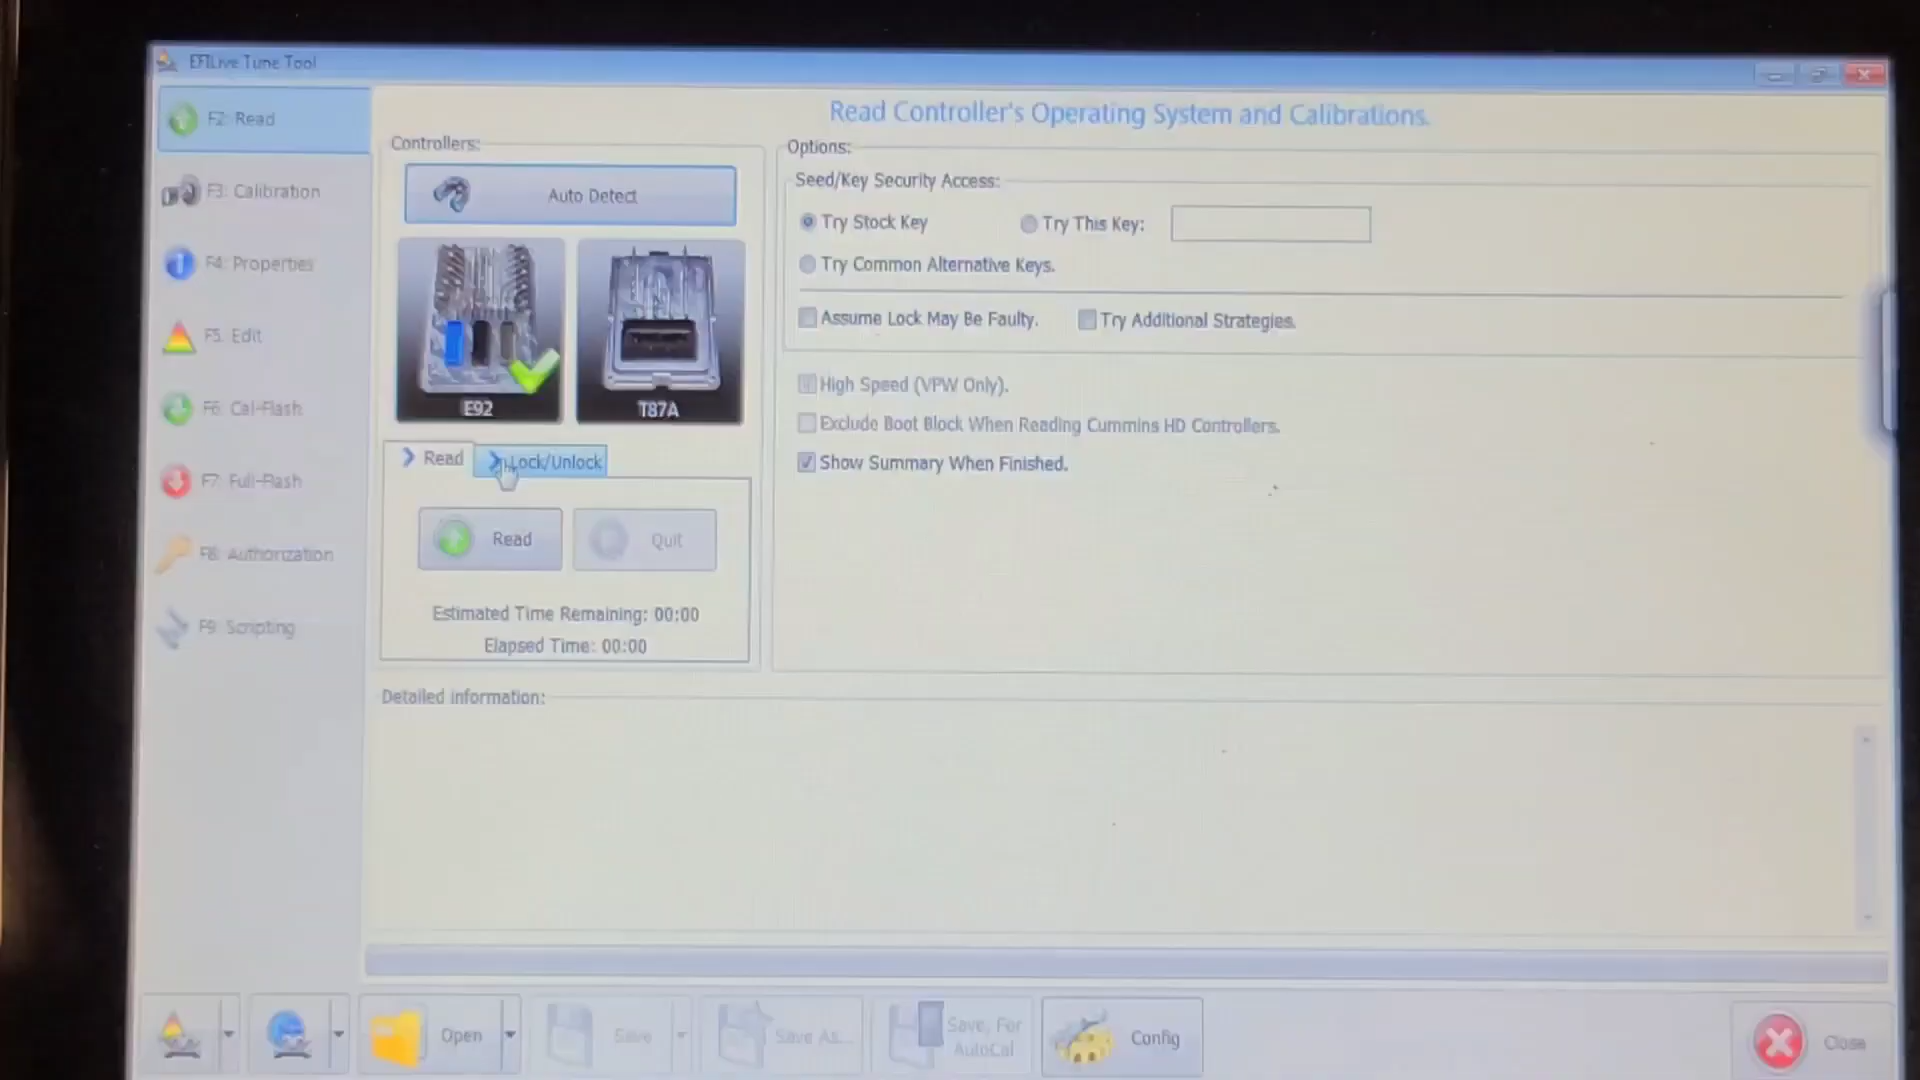 EFILive Tune Tool
F2: Read
F3: Calibration
F4: Properties
F5: Edit
F6: Cal-Flash
F7: Full-Flash
F8: Authorization
F9: Scripting
Read Controller's Operating System and Calibrations.
Controllers:
Auto Detect
E92
T87A
Read
Lock/Unlock
Read
Quit
Estimated Time Remaining: 00:00
Elapsed Time: 00:00
Options:
Seed/Key Security Access:
Try Stock Key
Try This Key:
Try Common Alternative Keys.
Assume Lock May Be Faulty.
Try Additional Strategies.
High Speed (VPW Only).
Exclude Boot Block When Reading Cummins HD Controllers.
Show Summary When Finished.
Detailed information:
Open
Save
Save As...
Save, For
AutoCal
Config
Close